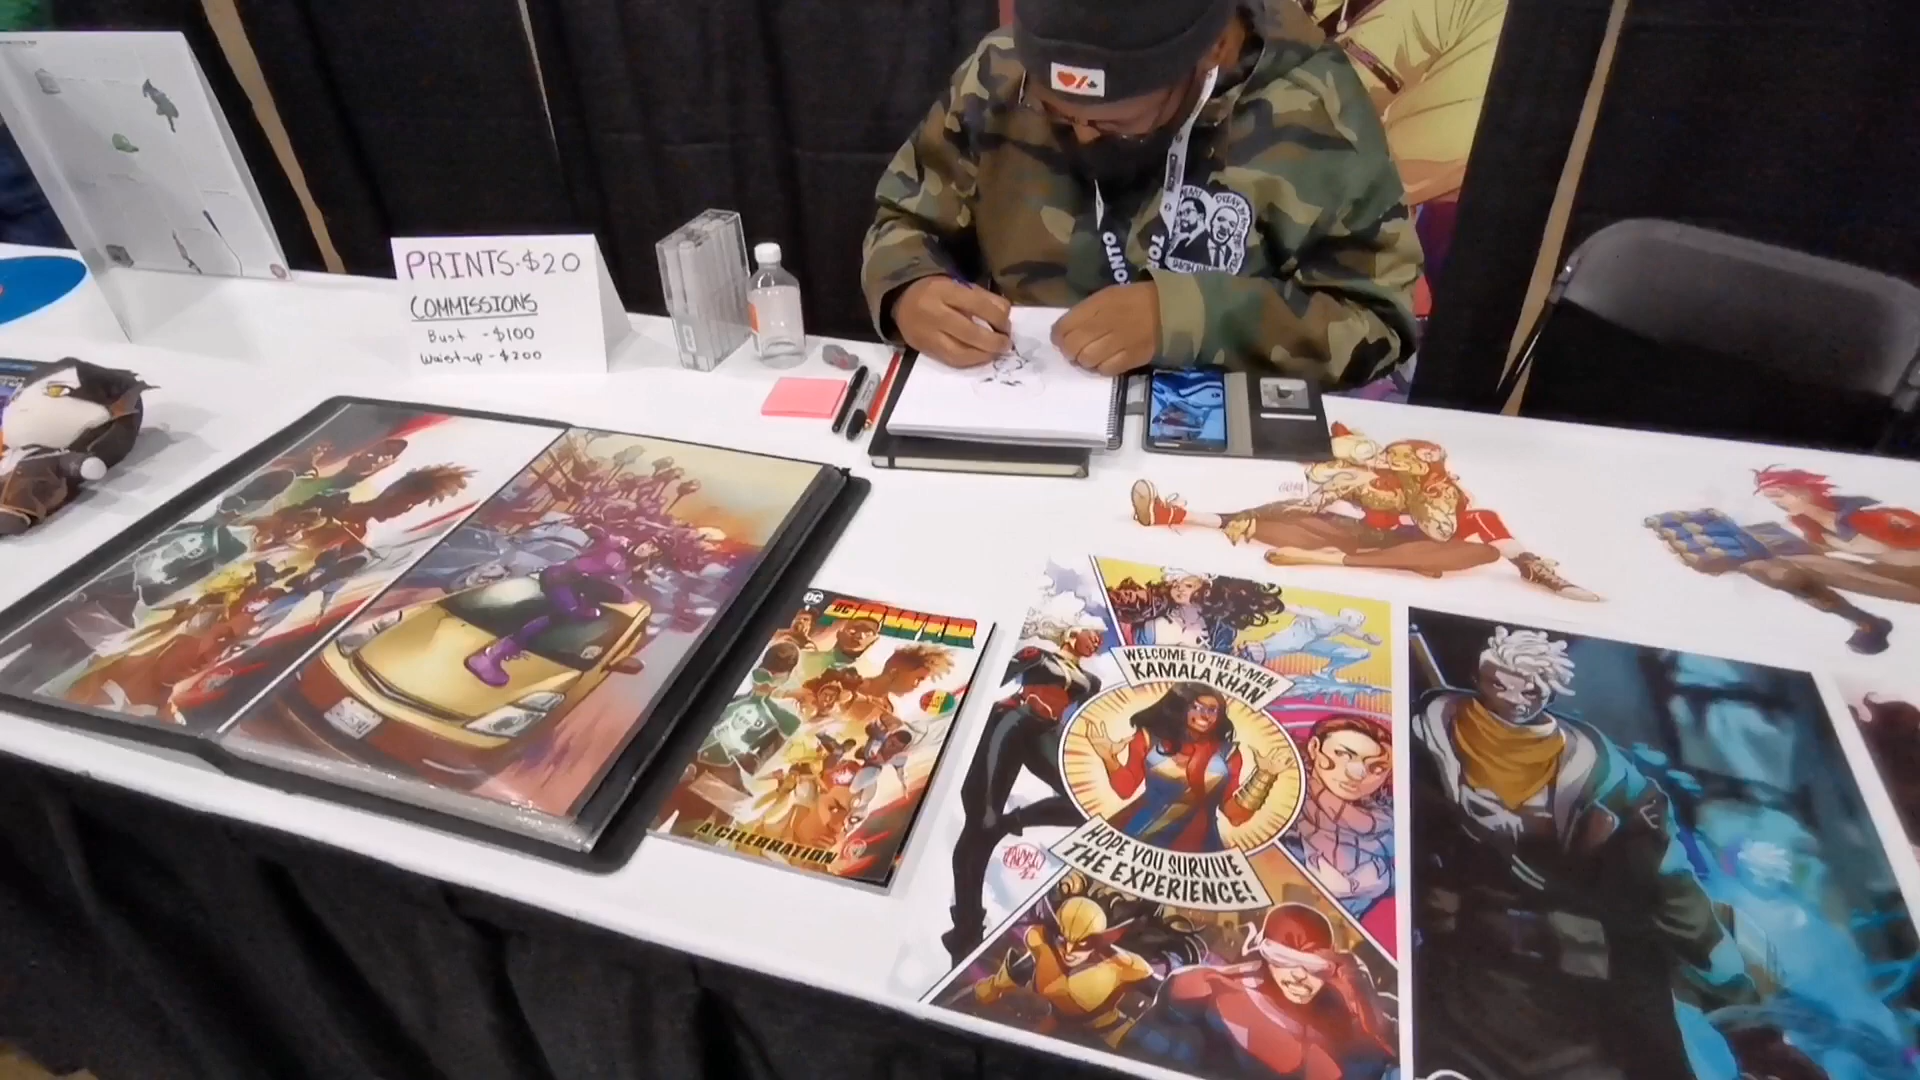 PRINTS-$20
COMMISSIONS
Bust -$100
Waist-up-$200
TORONTO
DC
DC
POWER
A CELEBRATION
WELCOME TO THE X-MEN,
KAMALA KHAN
HOPE YOU SURVIVE
THE EXPERIENCE!